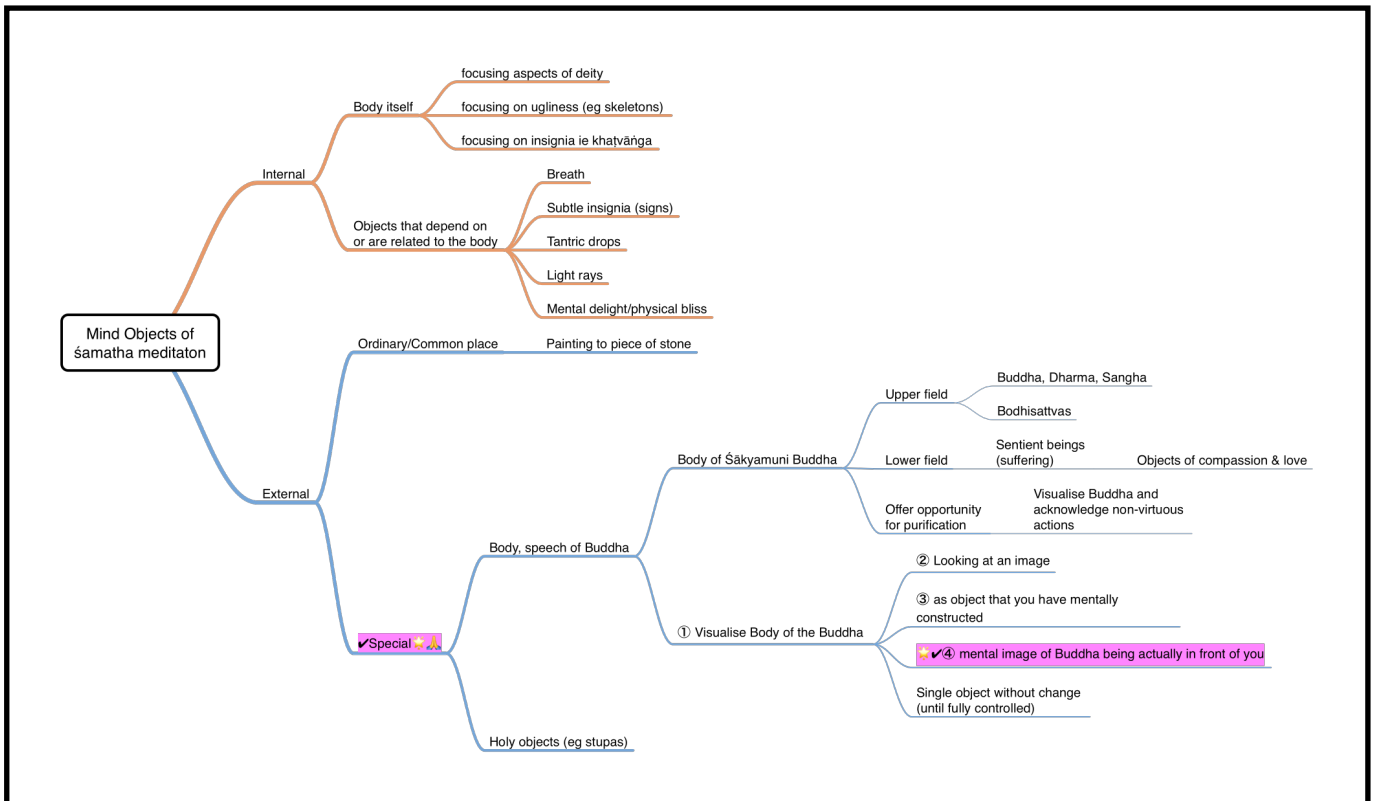 Mind Objects of
śamatha meditaton
Internal
Body itself
focusing aspects of deity
focusing on ugliness (eg skeletons)
focusing on insignia ie khaṭvāṅga
Objects that depend on
or are related to the body
Breath
Subtle insignia (signs)
Tantric drops
Light rays
Mental delight/physical bliss
External
Ordinary/Common place
Painting to piece of stone
✔Special🌟🙏
Body, speech of Buddha
Body of Śākyamuni Buddha
Upper field
Buddha, Dharma, Sangha
Bodhisattvas
Lower field
Sentient beings
(suffering)
Objects of compassion & love
Offer opportunity
for purification
Visualise Buddha and
acknowledge non-virtuous
actions
① Visualise Body of the Buddha
② Looking at an image
③ as object that you have mentally
constructed
🌟✔④ mental image of Buddha being actually in front of you
Single object without change
(until fully controlled)
Holy objects (eg stupas)